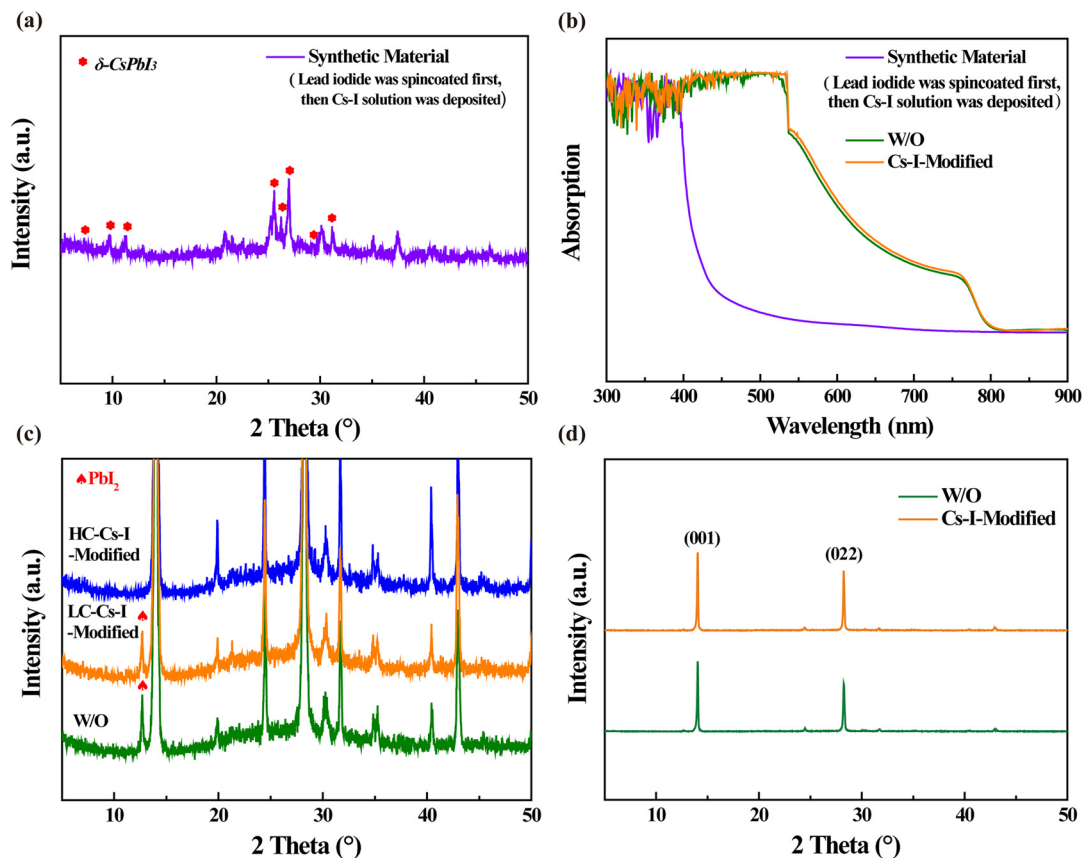 (a)
δ-CsPbI3
Synthetic Material
( Lead iodide was spincoated first,
then Cs-I solution was deposited)
Intensity (a.u.)
10 20 30 40 50
2 Theta (°)
(b)
Synthetic Material
( Lead iodide was spincoated first,
then Cs-I solution was deposited)
W/O
Cs-I-Modified
Absorption
300 400 500 600 700 800 900
Wavelength (nm)
(c)
♠PbI2
HC-Cs-I
-Modified
LC-Cs-I
-Modified
W/O
Intensity (a.u.)
10 20 30 40 50
2 Theta (°)
(d)
W/O
Cs-I-Modified
(001)
(022)
Intensity (a.u.)
10 20 30 40 50
2 Theta (°)